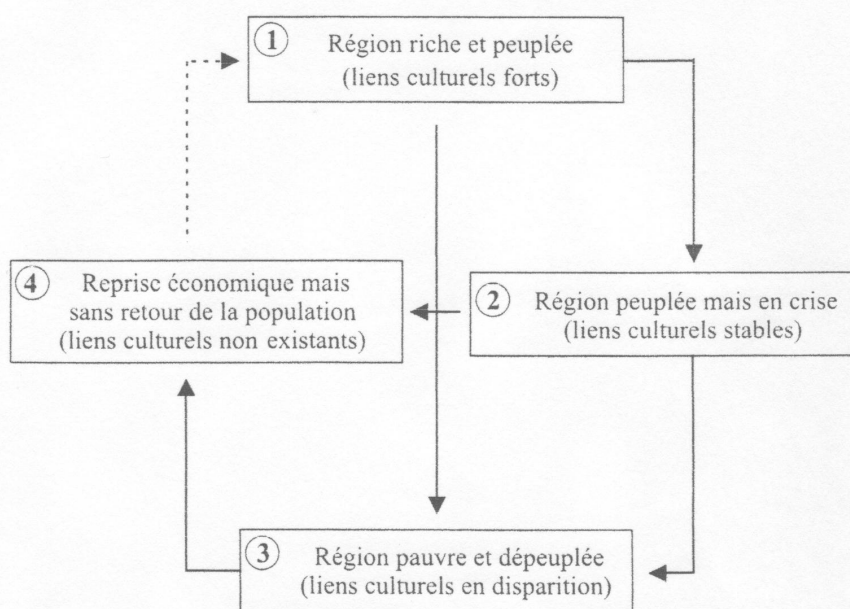 1 Région riche et peuplée
(liens culturels forts)
4 Reprise économique mais
sans retour de la population
(liens culturels non existants)
2 Région peuplée mais en crise
(liens culturels stables)
3 Région pauvre et dépeuplée
(liens culturels en disparition)